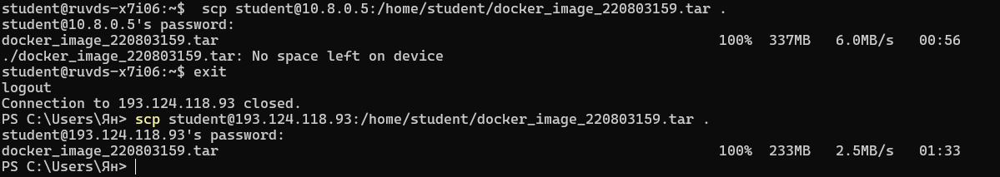 student@ruvds-x7i06:~$  scp student@10.8.0.5:/home/student/docker_image_220803159.tar .
student@10.8.0.5's password:
docker_image_220803159.tar 100% 337MB 6.0MB/s 00:56
./docker_image_220803159.tar: No space left on device
student@ruvds-x7i06:~$ exit
logout
Connection to 193.124.118.93 closed.
PS C:\Users\Ян> scp student@193.124.118.93:/home/student/docker_image_220803159.tar .
student@193.124.118.93's password:
docker_image_220803159.tar 100% 233MB 2.5MB/s 01:33
PS C:\Users\Ян>